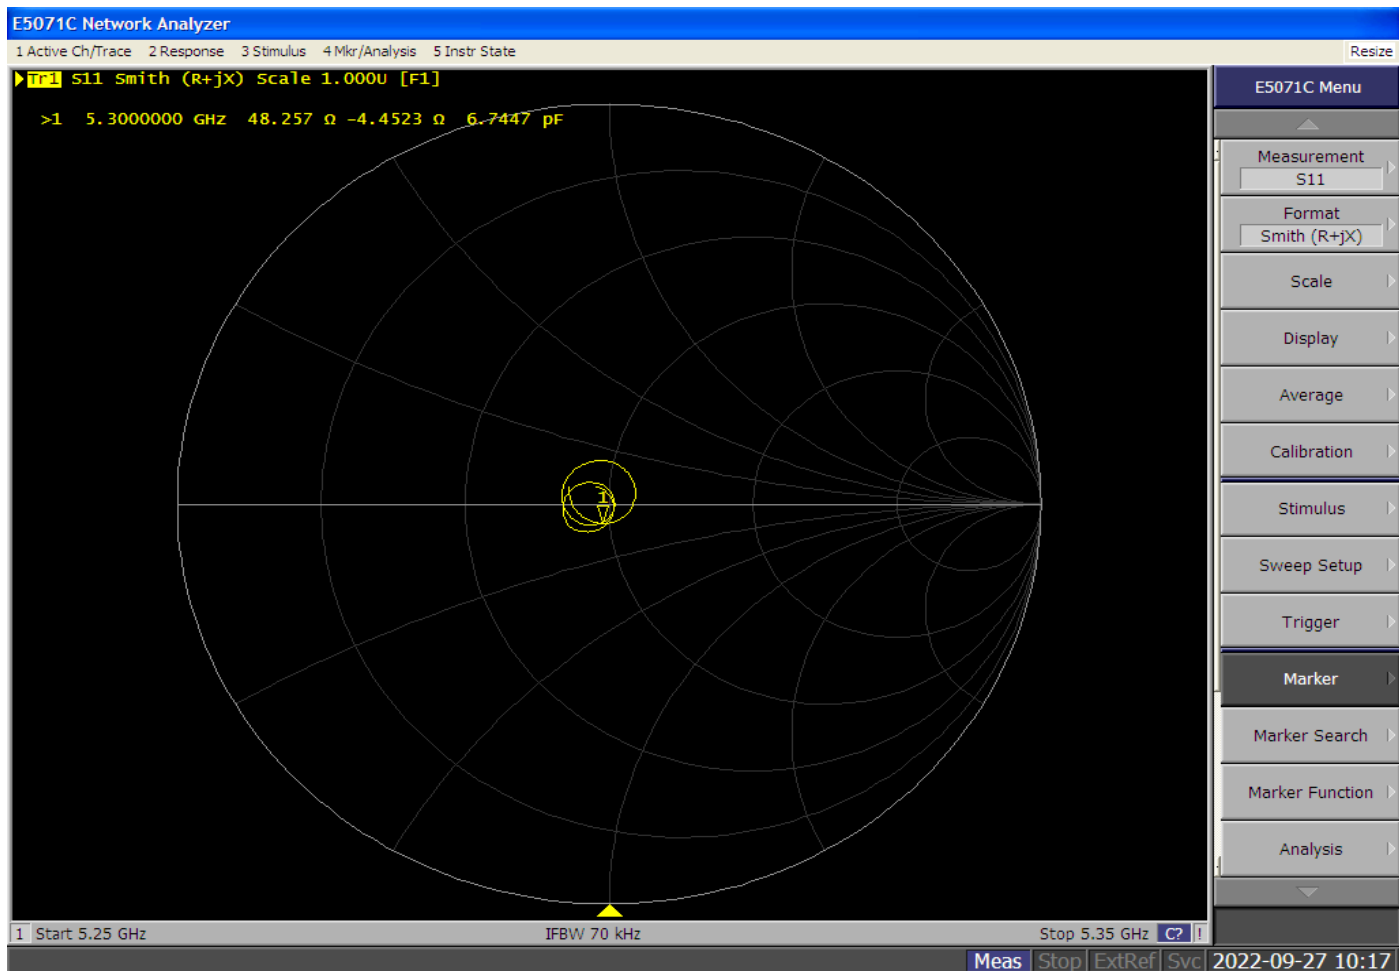 E5071C Network Analyzer
1 Active Ch/Trace 2 Response 3 Stimulus 4 Mkr/Analysis 5 Instr State Resize
Tr1 S11 Smith (R+jX) Scale 1.000U [F1]
>1 5.3000000 GHz 48.257 Ω -4.4523 Ω 6.7447 pF
1
E5071C Menu
Measurement
S11
Format
Smith (R+jX)
Scale
Display
Average
Calibration
Stimulus
Sweep Setup
Trigger
Marker
Marker Search
Marker Function
Analysis
1 Start 5.25 GHz IFBW 70 kHz Stop 5.35 GHz C? !
Meas Stop ExtRef Svc 2022-09-27 10:17